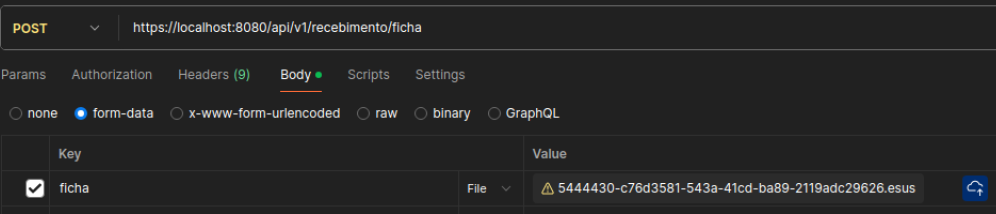 POST https://localhost:8080/api/v1/recebimento/ficha
Params Authorization Headers (9) Body Scripts Settings
none form-data x-www-form-urlencoded raw binary GraphQL
Key Value
ficha File 5444430-c76d3581-543a-41cd-ba89-2119adc29626.esus